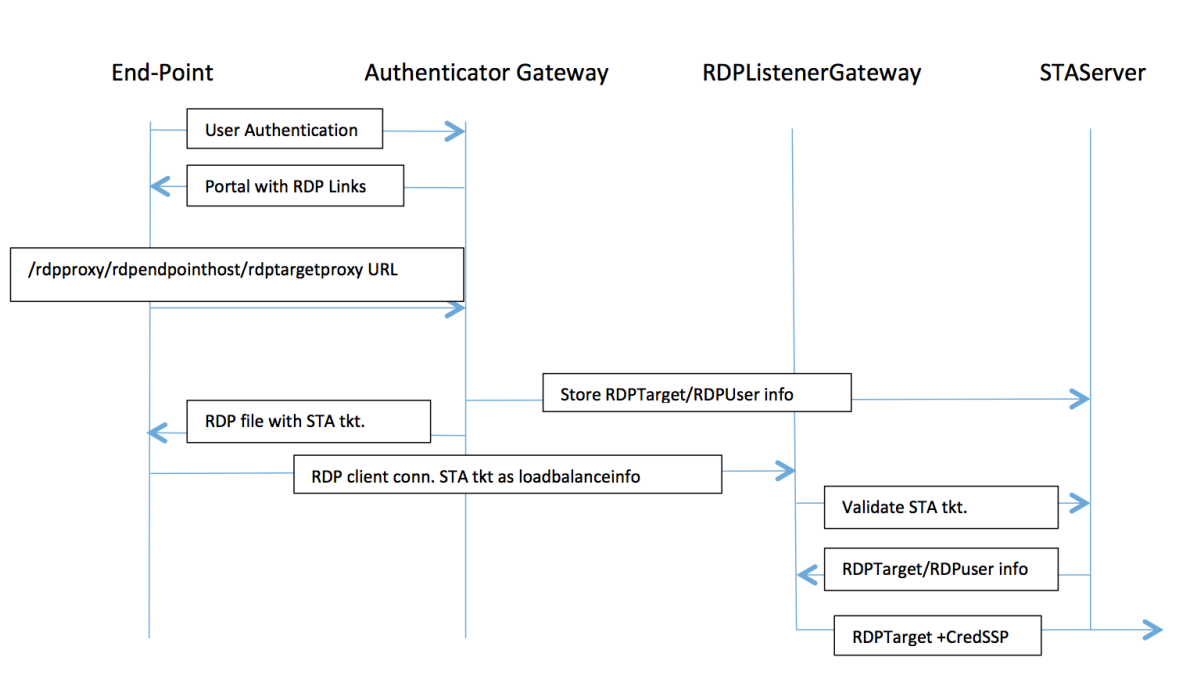 End-Point
Authenticator Gateway
RDPListenerGateway
STAServer
User Authentication
Portal with RDP Links
/rdpproxy/rdpendpointhost/rdptargetproxy URL
Store RDPTarget/RDPUser info
RDP file with STA tkt.
RDP client conn. STA tkt as loadbalanceinfo
Validate STA tkt.
RDPTarget/RDPuser info
RDPTarget +CredSSP